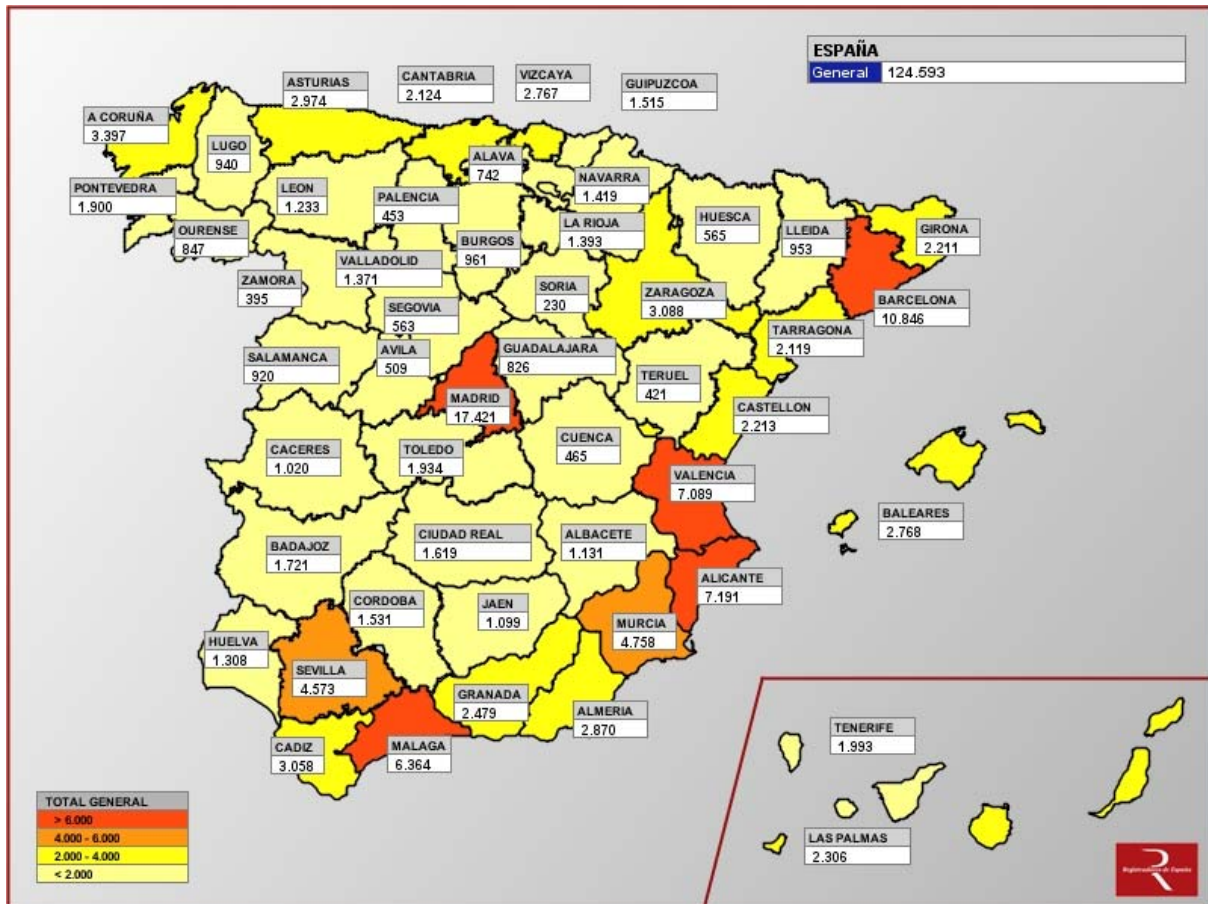 ESPAÑA
General 124.593
ASTURIAS
2.974
CANTABRIA
2.124
VIZCAYA
2.767
GUIPUZCOA
1.515
A CORUÑA
3.397
LUGO
940
ALAVA
742
PONTEVEDRA
1.900
LEON
1.233
PALENCIA
453
NAVARRA
1.419
OURENSE
847
BURGOS
961
LA RIOJA
1.393
HUESCA
565
LLEIDA
953
GIRONA
2.211
ZAMORA
395
VALLADOLID
1.371
SORIA
230
ZARAGOZA
3.088
BARCELONA
10.846
SEGOVIA
563
TARRAGONA
2.119
SALAMANCA
920
AVILA
509
GUADALAJARA
826
TERUEL
421
MADRID
17.421
CASTELLON
2.213
CACERES
1.020
TOLEDO
1.934
CUENCA
465
VALENCIA
7.089
BALEARES
2.768
BADAJOZ
1.721
CIUDAD REAL
1.619
ALBACETE
1.131
ALICANTE
7.191
CORDOBA
1.531
JAEN
1.099
MURCIA
4.758
HUELVA
1.308
SEVILLA
4.573
GRANADA
2.479
ALMERIA
2.870
CADIZ
3.058
MALAGA
6.364
TENERIFE
1.993
LAS PALMAS
2.306
TOTAL GENERAL
> 6.000
4.000 - 6.000
2.000 - 4.000
< 2.000
R
Registradores de España